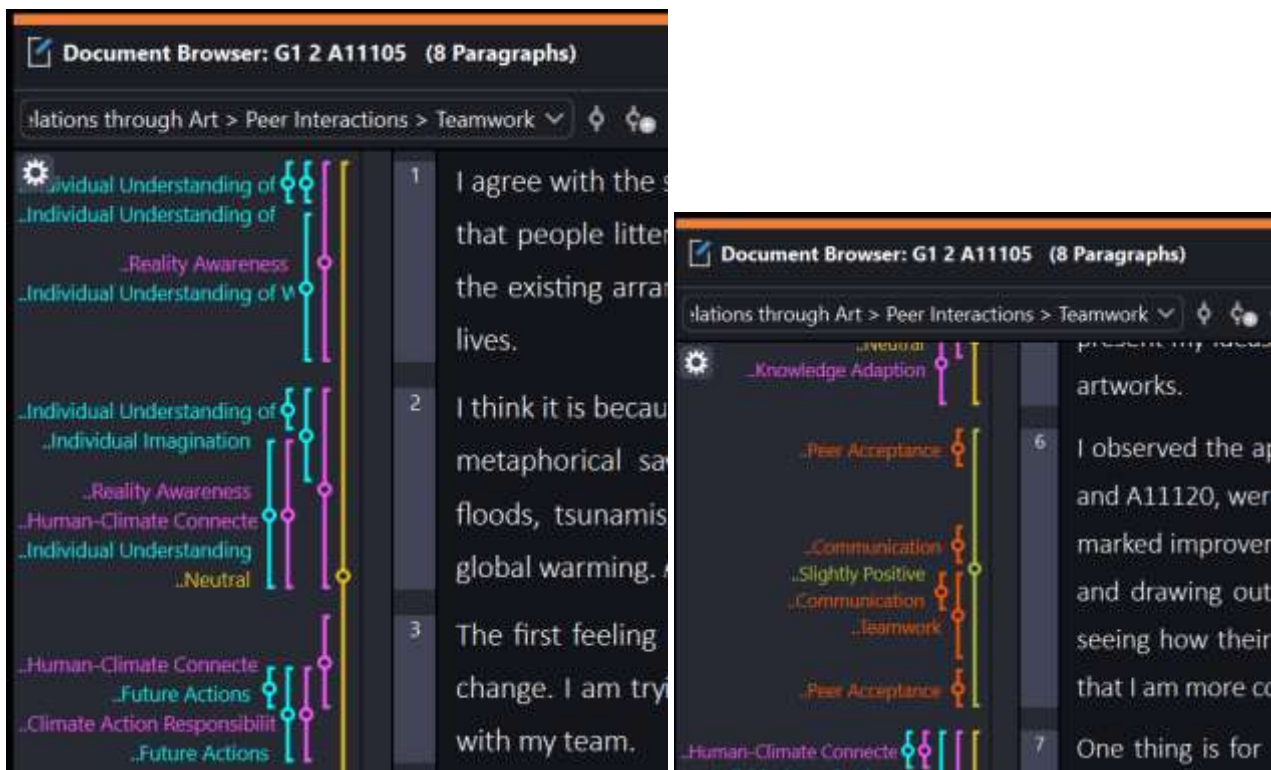 Document Browser: G1 2 A11105 (8 Paragraphs)
lations through Art > Peer Interactions > Teamwork
ividual Understanding of
..Individual Understanding of
..Reality Awareness
..Individual Understanding of W
1 I agree with the s
that people litter
the existing arra
lives.
..Individual Understanding of
..Individual Imagination
..Reality Awareness
..Human-Climate Connecte
..Individual Understanding
..Neutral
2 I think it is becau
metaphorical sa
floods, tsunamis
global warming.
..Human-Climate Connecte
..Future Actions
..Climate Action Responsibilit
..Future Actions
3 The first feeling
change. I am tryi
with my team.
Document Browser: G1 2 A11105 (8 Paragraphs)
lations through Art > Peer Interactions > Teamwork
..Neutral
..Knowledge Adaption
present my ideas
artworks.
..Peer Acceptance
..Communication
..Slightly Positive
..Communication
..Teamwork
..Peer Acceptance
6 I observed the ap
and A11120, wer
marked improver
and drawing out
seeing how their
that I am more co
..Human-Climate Connecte
7 One thing is for